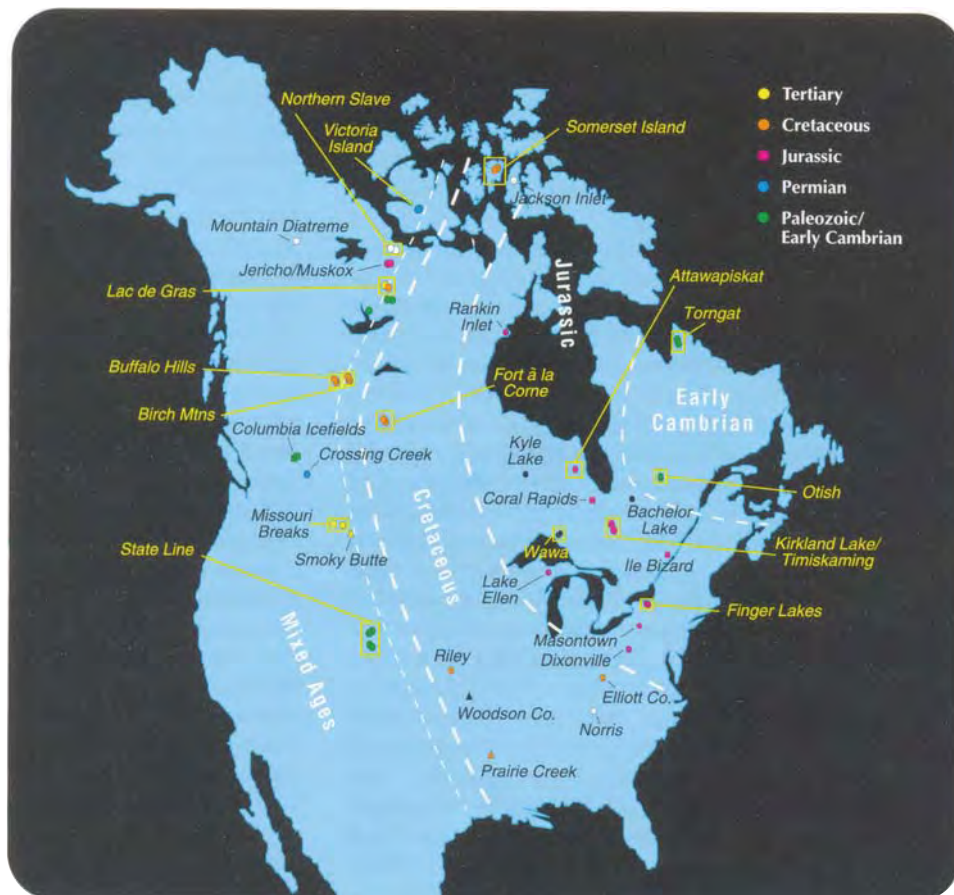 Northern Slave
Victoria
Island
Somerset Island
Tertiary
Cretaceous
Jurassic
Permian
Paleozoic/
Early Cambrian
Jackson Inlet
Mountain Diatreme
Jericho/Muskox
Lac de Gras
Rankin
Inlet
Jurassic
Attawapiskat
Torngat
Buffalo Hills
Birch Mtns
Fort à la
Corne
Early
Cambrian
Columbia Icefields
Crossing Creek
Kyle
Lake
Coral Rapids
Bachelor
Lake
Otish
Missouri
Breaks
Smoky Butte
Cretaceous
Wawa
Kirkland Lake/
Timiskaming
State Line
Lake
Ellen
Ile Bizard
Finger Lakes
Mixed Ages
Masontown
Dixonville
Riley
Woodson Co.
Elliott Co.
Norris
Prairie Creek